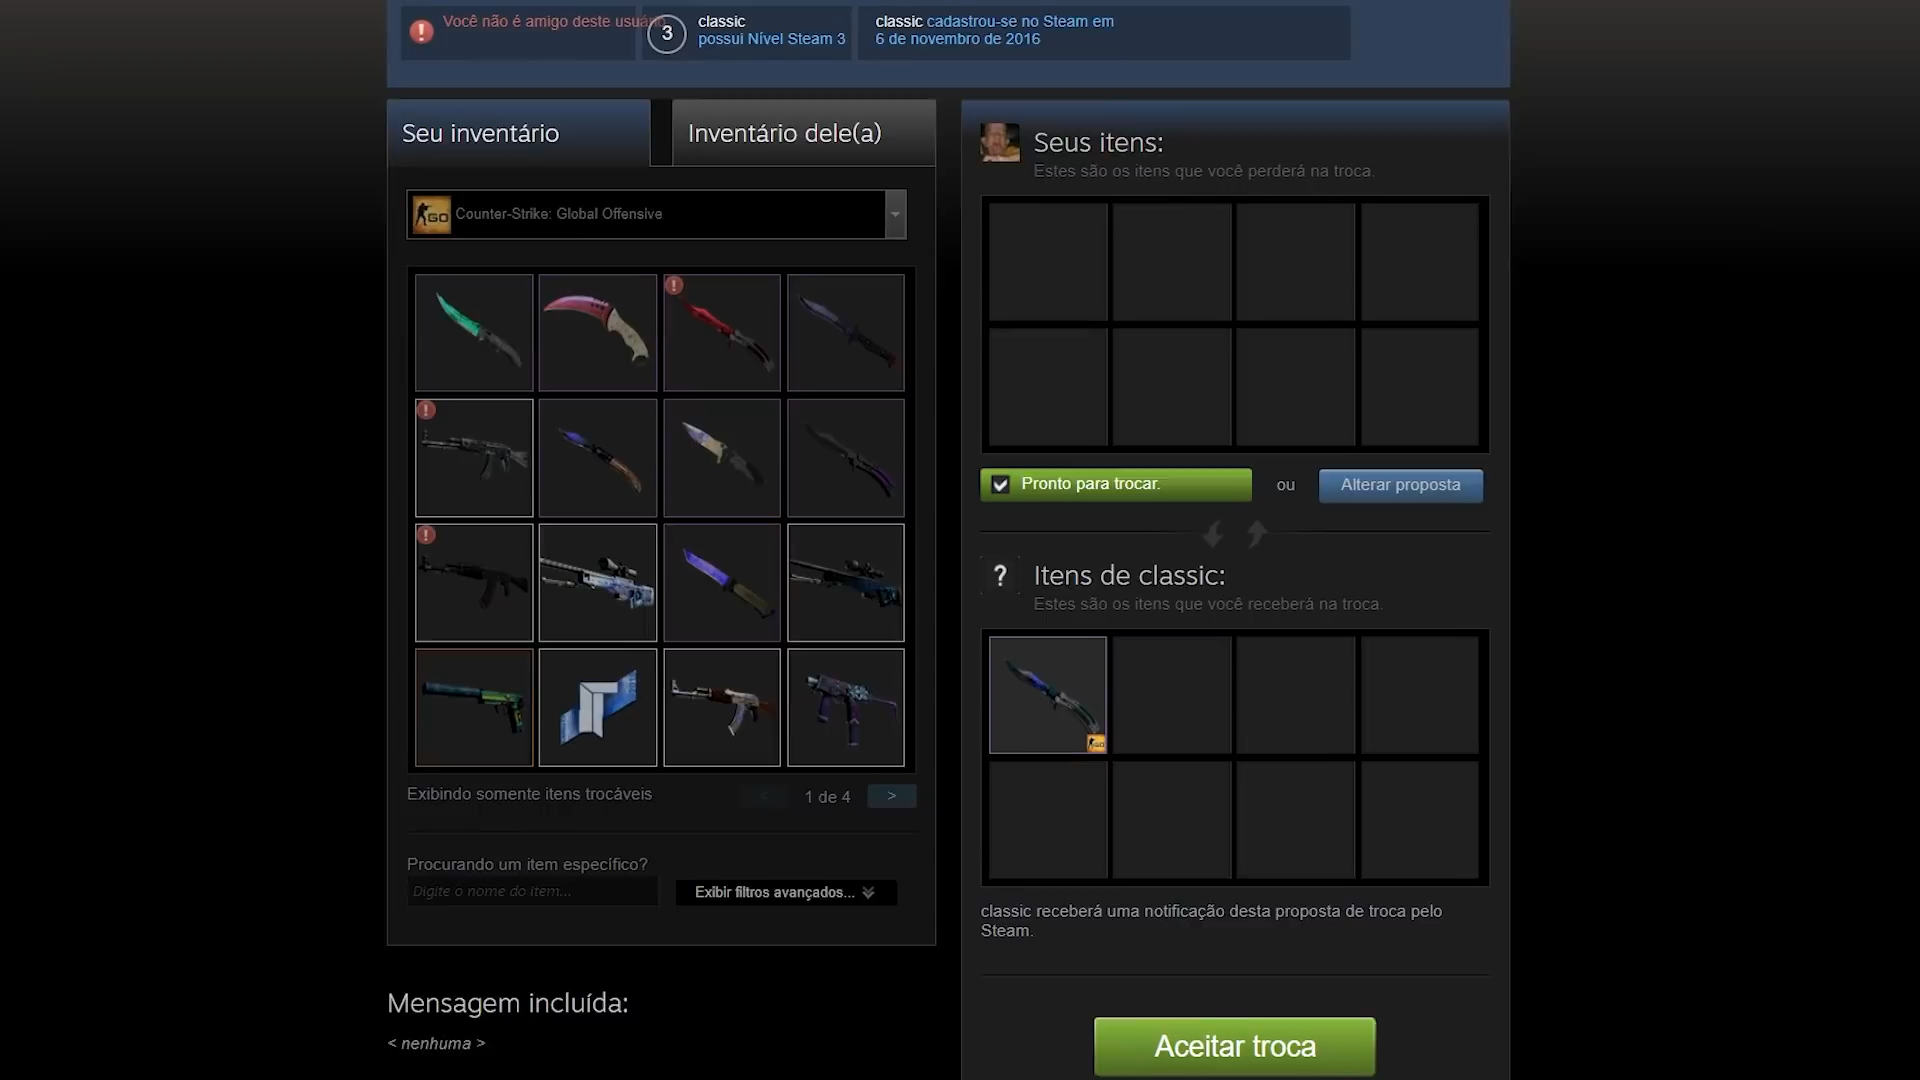 Você não é amigo deste usuário
3
classic
possui Nível Steam 3
classic cadastrou-se no Steam em
6 de novembro de 2016
Seu inventário
Inventário dele(a)
GO
Counter-Strike: Global Offensive
Exibindo somente itens trocáveis
<
1 de 4
>
Procurando um item específico?
Digite o nome do item...
Exibir filtros avançados...
Mensagem incluída:
< nenhuma >
Seus itens:
Estes são os itens que você perderá na troca.
Pronto para trocar.
ou
Alterar proposta
?
Itens de classic:
Estes são os itens que você receberá na troca.
GO
classic receberá uma notificação desta proposta de troca pelo
Steam.
Aceitar troca